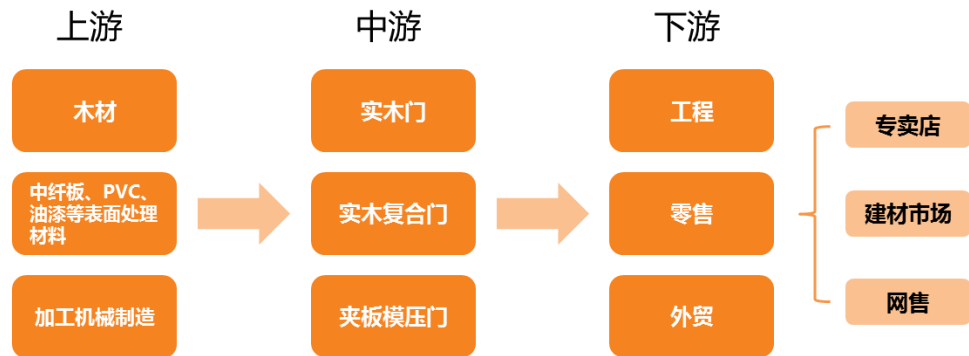 上游
中游
下游
木材
实木门
工程
专卖店
中纤板、PVC、
油漆等表面处理
材料
实木复合门
零售
建材市场
加工机械制造
夹板模压门
外贸
网售